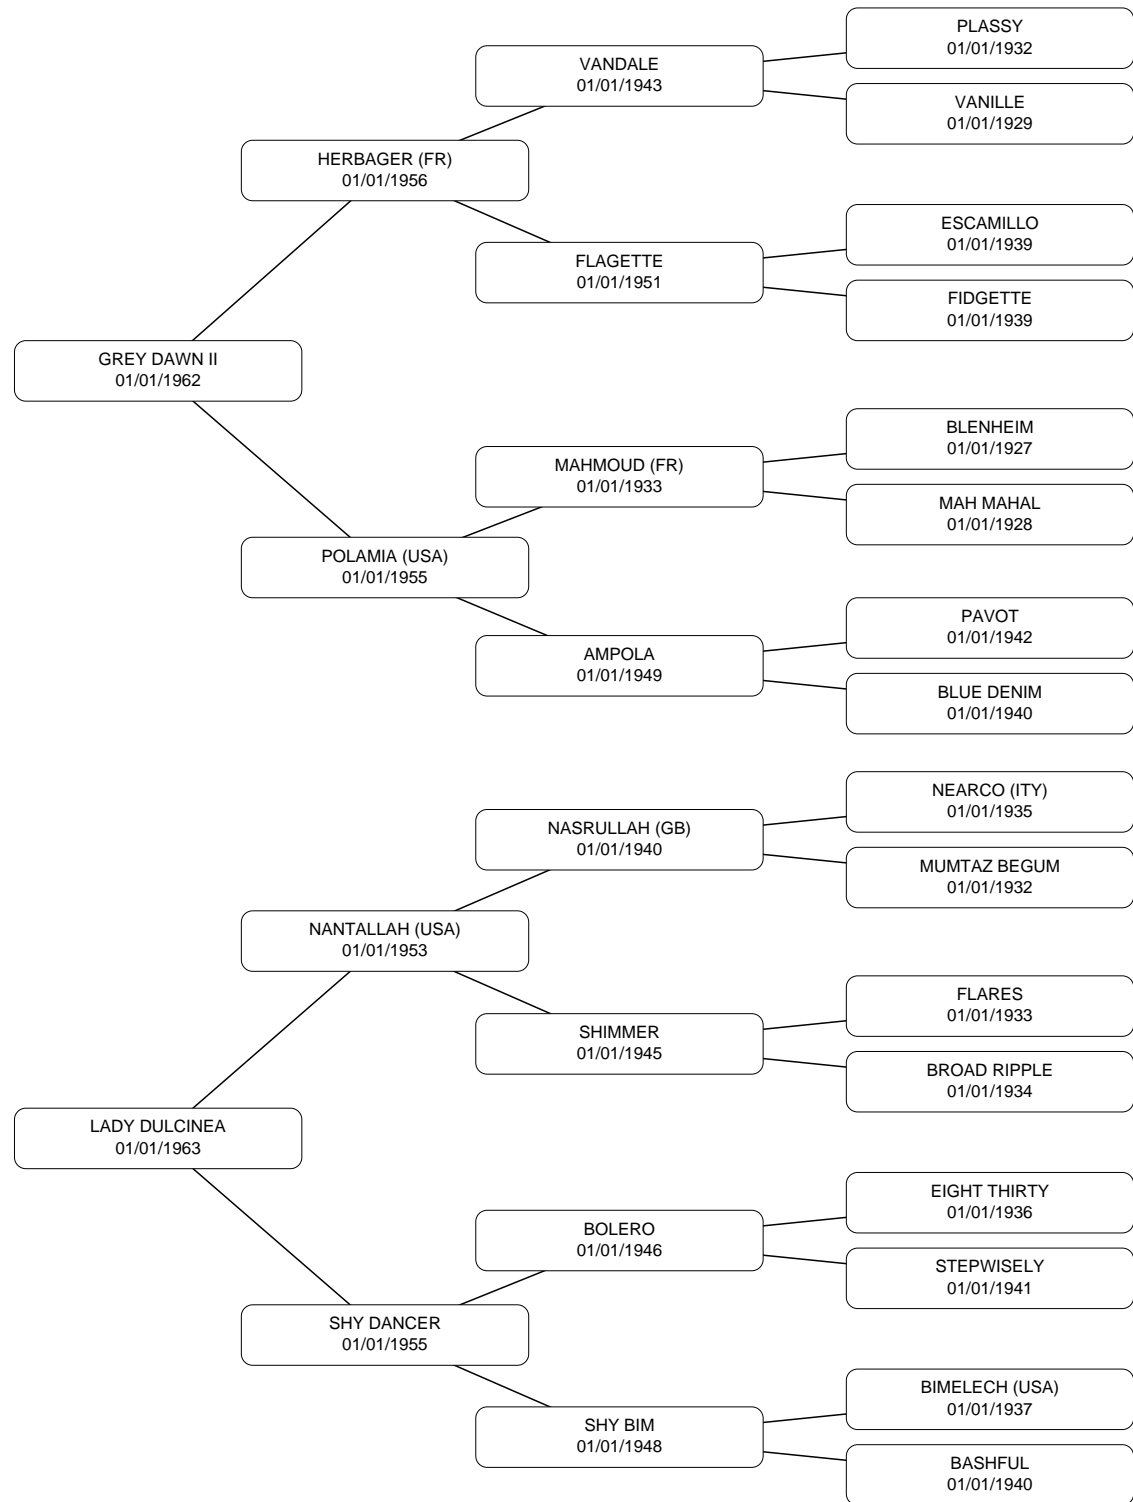 PLASSY
01/01/1932
VANDALE
01/01/1943
VANILLE
01/01/1929
HERBAGER (FR)
01/01/1956
ESCAMILLO
01/01/1939
FLAGETTE
01/01/1951
FIDGETTE
01/01/1939
GREY DAWN II
01/01/1962
BLENHEIM
01/01/1927
MAHMOUD (FR)
01/01/1933
MAH MAHAL
01/01/1928
POLAMIA (USA)
01/01/1955
PAVOT
01/01/1942
AMPOLA
01/01/1949
BLUE DENIM
01/01/1940
NEARCO (ITY)
01/01/1935
NASRULLAH (GB)
01/01/1940
MUMTAZ BEGUM
01/01/1932
NANTALLAH (USA)
01/01/1953
FLARES
01/01/1933
SHIMMER
01/01/1945
BROAD RIPPLE
01/01/1934
LADY DULCINEA
01/01/1963
EIGHT THIRTY
01/01/1936
BOLERO
01/01/1946
STEPWISELY
01/01/1941
SHY DANCER
01/01/1955
BIMELECH (USA)
01/01/1937
SHY BIM
01/01/1948
BASHFUL
01/01/1940